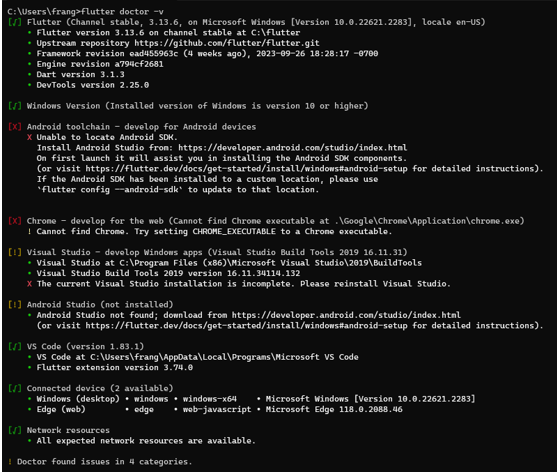 C:\Users\frang>flutter doctor -v
[√] Flutter (Channel stable, 3.13.6, on Microsoft Windows [Version 10.0.22621.2283], locale en-US)
• Flutter version 3.13.6 on channel stable at C:\flutter
• Upstream repository https://github.com/flutter/flutter.git
• Framework revision ead455963c (4 weeks ago), 2023-09-26 18:28:17 -0700
• Engine revision a794cf2681
• Dart version 3.1.3
• DevTools version 2.25.0
[√] Windows Version (Installed version of Windows is version 10 or higher)
[X] Android toolchain - develop for Android devices
X Unable to locate Android SDK.
Install Android Studio from: https://developer.android.com/studio/index.html
On first launch it will assist you in installing the Android SDK components.
(or visit https://flutter.dev/docs/get-started/install/windows#android-setup for detailed instructions).
If the Android SDK has been installed to a custom location, please use
`flutter config --android-sdk` to update to that location.
[X] Chrome - develop for the web (Cannot find Chrome executable at .\Google\Chrome\Application\chrome.exe)
! Cannot find Chrome. Try setting CHROME_EXECUTABLE to a Chrome executable.
[!] Visual Studio - develop Windows apps (Visual Studio Build Tools 2019 16.11.31)
• Visual Studio at C:\Program Files (x86)\Microsoft Visual Studio\2019\BuildTools
• Visual Studio Build Tools 2019 version 16.11.34114.132
X The current Visual Studio installation is incomplete. Please reinstall Visual Studio.
[!] Android Studio (not installed)
• Android Studio not found; download from https://developer.android.com/studio/index.html
(or visit https://flutter.dev/docs/get-started/install/windows#android-setup for detailed instructions).
[√] VS Code (version 1.83.1)
• VS Code at C:\Users\frang\AppData\Local\Programs\Microsoft VS Code
• Flutter extension version 3.74.0
[√] Connected device (2 available)
• Windows (desktop) • windows • windows-x64    • Microsoft Windows [Version 10.0.22621.2283]
• Edge (web)        • edge    • web-javascript • Microsoft Edge 118.0.2088.46
[√] Network resources
• All expected network resources are available.
! Doctor found issues in 4 categories.